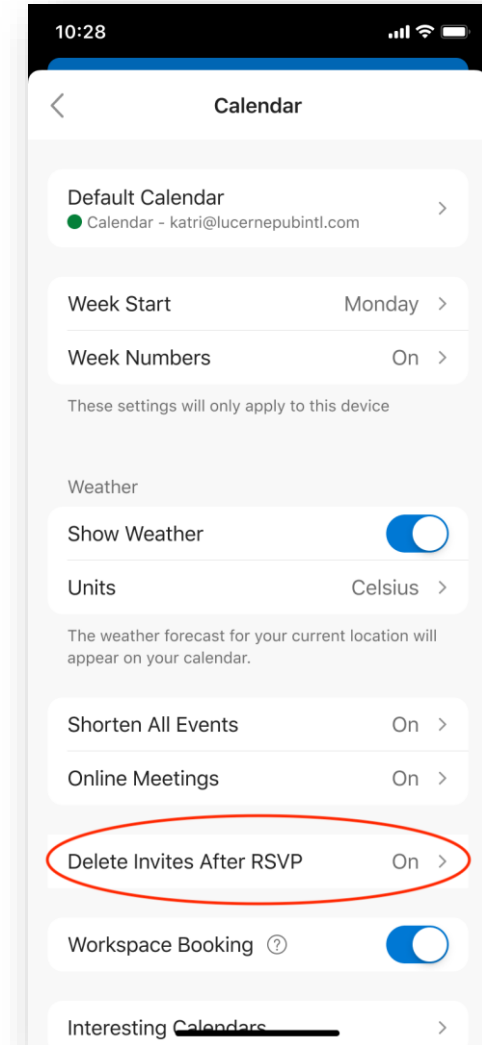 10:28
Calendar
Default Calendar
Calendar - katri@lucernepubintl.com
Week Start Monday
Week Numbers On
These settings will only apply to this device
Weather
Show Weather
Units Celsius
The weather forecast for your current location will
appear on your calendar.
Shorten All Events On
Online Meetings On
Delete Invites After RSVP On
Workspace Booking ?
Interesting Calendars